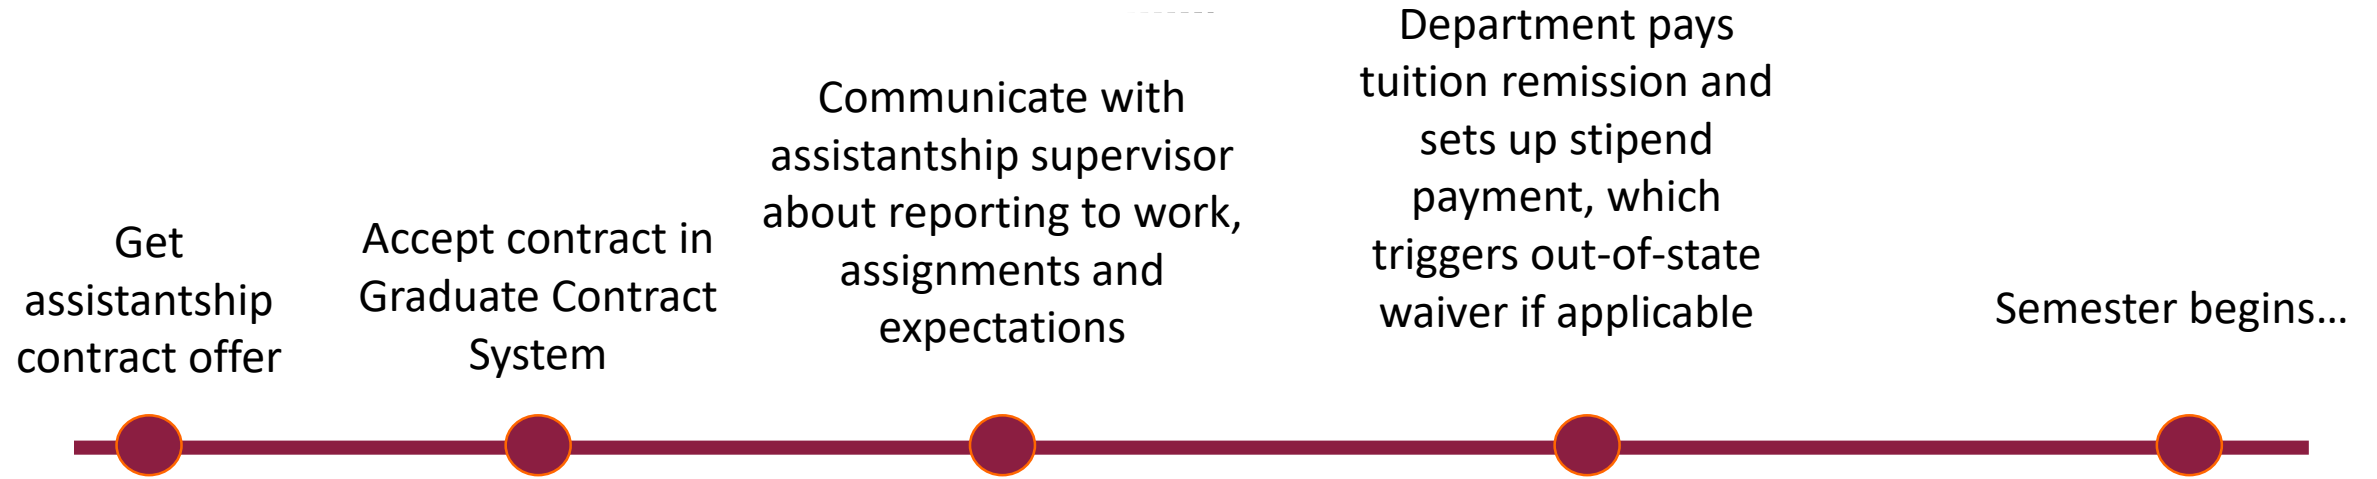 Get
assistantship
contract offer
Accept contract in
Graduate Contract
System
Communicate with
assistantship supervisor
about reporting to work,
assignments and
expectations
Department pays
tuition remission and
sets up stipend
payment, which
triggers out-of-state
waiver if applicable
Semester begins…